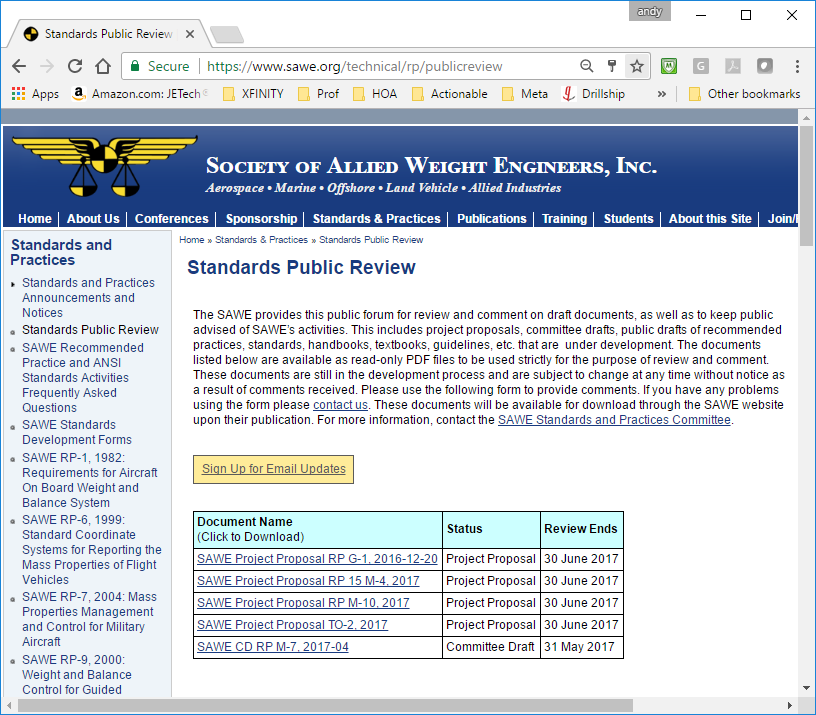 andy
Standards Public Review
Secure
https://www.sawe.org/technical/rp/publicreview
Apps
Amazon.com: JETech
XFINITY
Prof
HOA
Actionable
Meta
Drillship
»
Other bookmarks
SOCIETY OF ALLIED WEIGHT ENGINEERS, INC.
Aerospace • Marine • Offshore • Land Vehicle • Allied Industries
Home | About Us | Conferences | Sponsorship | Standards & Practices | Publications | Training | Students | About this Site | Join/
Standards and
Practices
Standards and Practices
Announcements and
Notices
Standards Public Review
SAWE Recommended
Practice and ANSI
Standards Activities
Frequently Asked
Questions
SAWE Standards
Development Forms
SAWE RP-1, 1982:
Requirements for Aircraft
On Board Weight and
Balance System
SAWE RP-6, 1999:
Standard Coordinate
Systems for Reporting the
Mass Properties of Flight
Vehicles
SAWE RP-7, 2004: Mass
Properties Management
and Control for Military
Aircraft
SAWE RP-9, 2000:
Weight and Balance
Control for Guided
Home » Standards & Practices » Standards Public Review
Standards Public Review
The SAWE provides this public forum for review and comment on draft documents, as well as to keep public
advised of SAWE's activities. This includes project proposals, committee drafts, public drafts of recommended
practices, standards, handbooks, textbooks, guidelines, etc. that are under development. The documents
listed below are available as read-only PDF files to be used strictly for the purpose of review and comment.
These documents are still in the development process and are subject to change at any time without notice as
a result of comments received. Please use the following form to provide comments. If you have any problems
using the form please contact us. These documents will be available for download through the SAWE website
upon their publication. For more information, contact the SAWE Standards and Practices Committee.
Sign Up for Email Updates
Document Name
(Click to Download)
Status
Review Ends
SAWE Project Proposal RP G-1, 2016-12-20 Project Proposal 30 June 2017
SAWE Project Proposal RP 15 M-4, 2017 Project Proposal 30 June 2017
SAWE Project Proposal RP M-10, 2017 Project Proposal 30 June 2017
SAWE Project Proposal TO-2, 2017 Project Proposal 30 June 2017
SAWE CD RP M-7, 2017-04 Committee Draft 31 May 2017